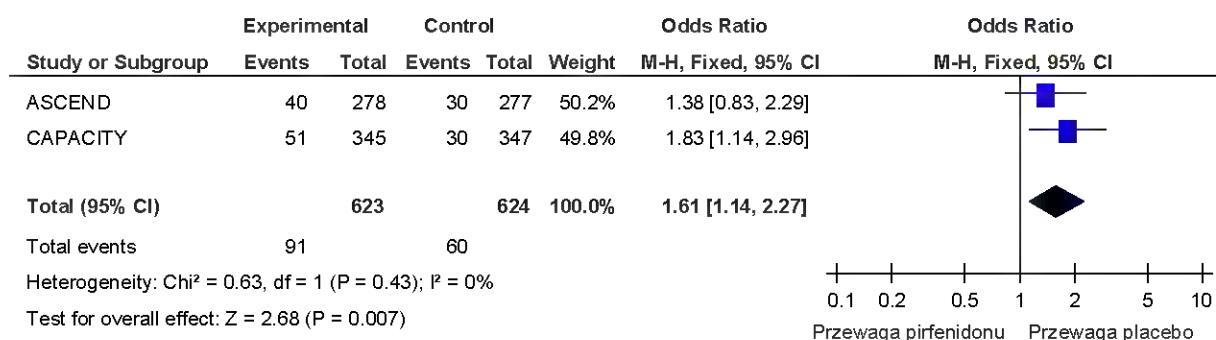 Experimental Control Odds Ratio Odds Ratio
Study or Subgroup Events Total Events Total Weight M-H, Fixed, 95% CI M-H, Fixed, 95% CI
ASCEND 40 278 30 277 50.2% 1.38 [0.83, 2.29]
CAPACITY 51 345 30 347 49.8% 1.83 [1.14, 2.96]
Total (95% CI) 623 624 100.0% 1.61 [1.14, 2.27]
Total events 91 60
Heterogeneity: Chi² = 0.63, df = 1 (P = 0.43); I² = 0%
Test for overall effect: Z = 2.68 (P = 0.007)
0.1 0.2 0.5 1 2 5 10
Przewaga pirfenidonu Przewaga placebo